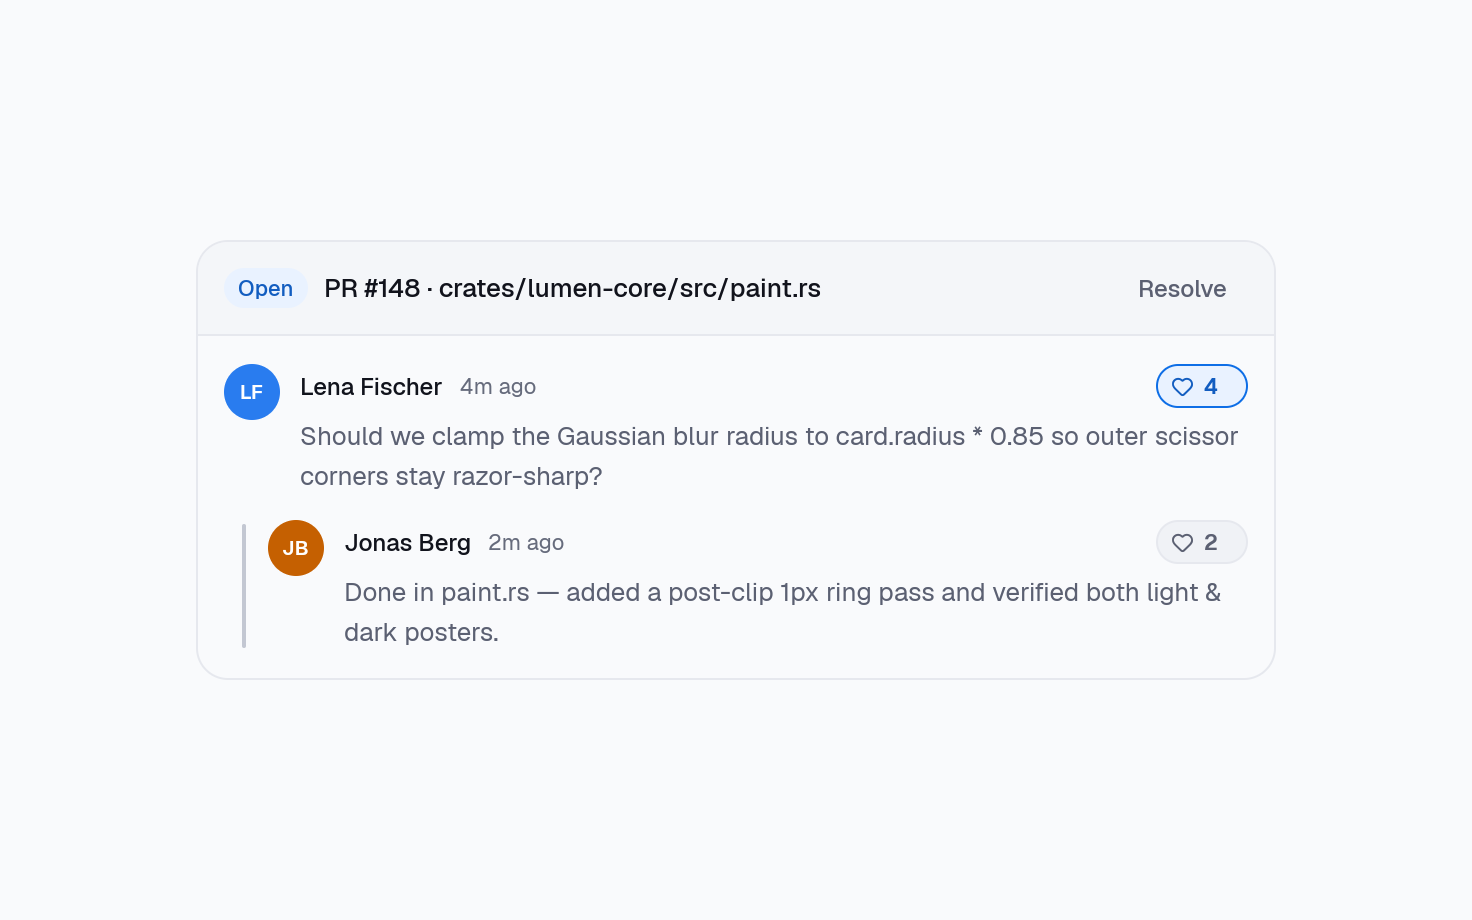 Open PR #148 · crates/lumen-core/src/paint.rs Resolve
LF Lena Fischer 4m ago 4
Should we clamp the Gaussian blur radius to card.radius * 0.85 so outer scissor
corners stay razor-sharp?
JB Jonas Berg 2m ago 2
Done in paint.rs — added a post-clip 1px ring pass and verified both light &
dark posters.